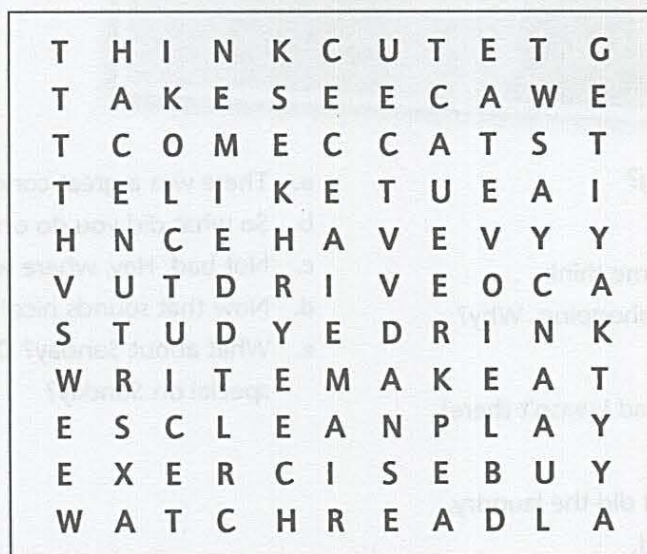 T H I N K C U T E T G
T A K E S E E C A W E
T C O M E C C A T S T
T E L I K E T U E A I
H N C E H A V E V Y Y
V U T D R I V E O C A
S T U D Y E D R I N K
W R I T E M A K E A T
E S C L E A N P L A Y
E X E R C I S E B U Y
W A T C H R E A D L A